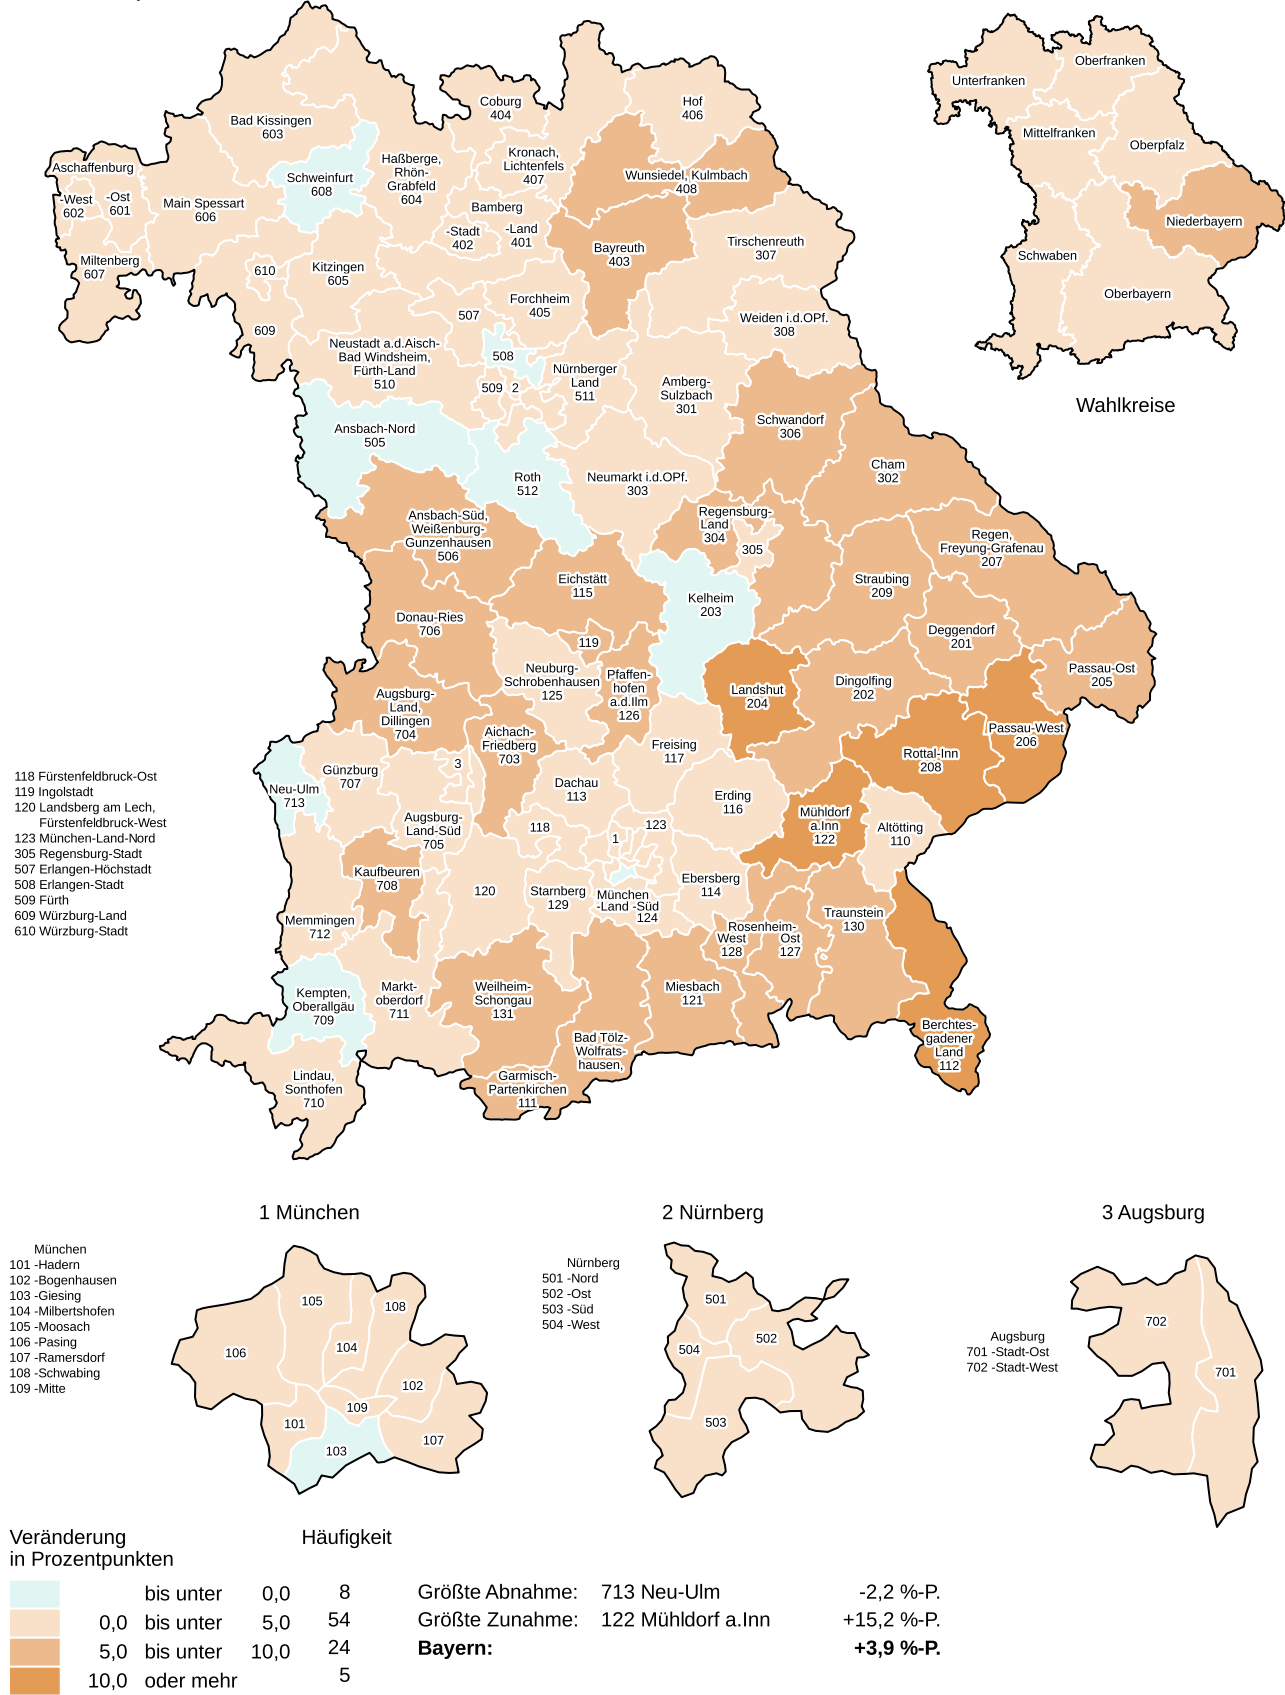 Unterfranken
Oberfranken
Mittelfranken
Oberpfalz
Niederbayern
Schwaben
Oberbayern
Wahlkreise
Coburg
404
Hof
406
Bad Kissingen
603
Kronach,
Lichtenfels
407
Haßberge,
Rhön-
Grabfeld
604
Aschaffenburg
-West
602
-Ost
601
Schweinfurt
608
Wunsiedel, Kulmbach
408
Main Spessart
606
Bamberg
-Stadt
402
-Land
401
Bayreuth
403
Tirschenreuth
307
Miltenberg
607
610
Kitzingen
605
Forchheim
405
507
609
Weiden i.d.OPf.
308
Neustadt a.d.Aisch-
Bad Windsheim,
Fürth-Land
510
508
509
2
Nürnberger
Land
511
Amberg-
Sulzbach
301
Schwandorf
306
Ansbach-Nord
505
Cham
302
Roth
512
Neumarkt i.d.OPf.
303
Ansbach-Süd,
Weißenburg-
Gunzenhausen
506
Regensburg-
Land
304
305
Regen,
Freyung-Grafenau
207
Eichstätt
115
Straubing
209
Kelheim
203
Donau-Ries
706
Deggendorf
201
119
Neuburg-
Schrobenhausen
125
Pfaffen-
hofen
a.d.Ilm
126
Passau-Ost
205
Landshut
204
Dingolfing
202
Augsburg-
Land,
Dillingen
704
Passau-West
206
Aichach-
Friedberg
703
Freising
117
Rottal-Inn
208
3
Günzburg
707
Neu-Ulm
713
Dachau
113
Erding
116
Mühldorf
a.Inn
122
Altötting
110
Augsburg-
Land-Süd
705
118
1
123
Kaufbeuren
708
120
Starnberg
129
München
-Land -Süd
124
Ebersberg
114
Memmingen
712
Traunstein
130
Rosenheim-
West
128
Ost
127
Kempten,
Oberallgäu
709
Markt-
oberdorf
711
Weilheim-
Schongau
131
Miesbach
121
Bad Tölz-
Wolfrats-
hausen,
Garmisch-
Partenkirchen
111
Berchtes-
gadener
Land
112
Lindau,
Sonthofen
710
118 Fürstenfeldbruck-Ost
119 Ingolstadt
120 Landsberg am Lech,
Fürstenfeldbruck-West
123 München-Land-Nord
305 Regensburg-Stadt
507 Erlangen-Höchstadt
508 Erlangen-Stadt
509 Fürth
609 Würzburg-Land
610 Würzburg-Stadt
1 München
München
101 -Hadern
102 -Bogenhausen
103 -Giesing
104 -Milbertshofen
105 -Moosach
106 -Pasing
107 -Ramersdorf
108 -Schwabing
109 -Mitte
105
108
106
104
102
109
101
107
103
2 Nürnberg
Nürnberg
501 -Nord
502 -Ost
503 -Süd
504 -West
501
502
504
503
3 Augsburg
Augsburg
701 -Stadt-Ost
702 -Stadt-West
702
701
Veränderung
in Prozentpunkten
Häufigkeit
bis unter 0,0 8
0,0 bis unter 5,0 54
5,0 bis unter 10,0 24
10,0 oder mehr 5
Größte Abnahme: 713 Neu-Ulm -2,2 %-P.
Größte Zunahme: 122 Mühldorf a.Inn +15,2 %-P.
Bayern: +3,9 %-P.